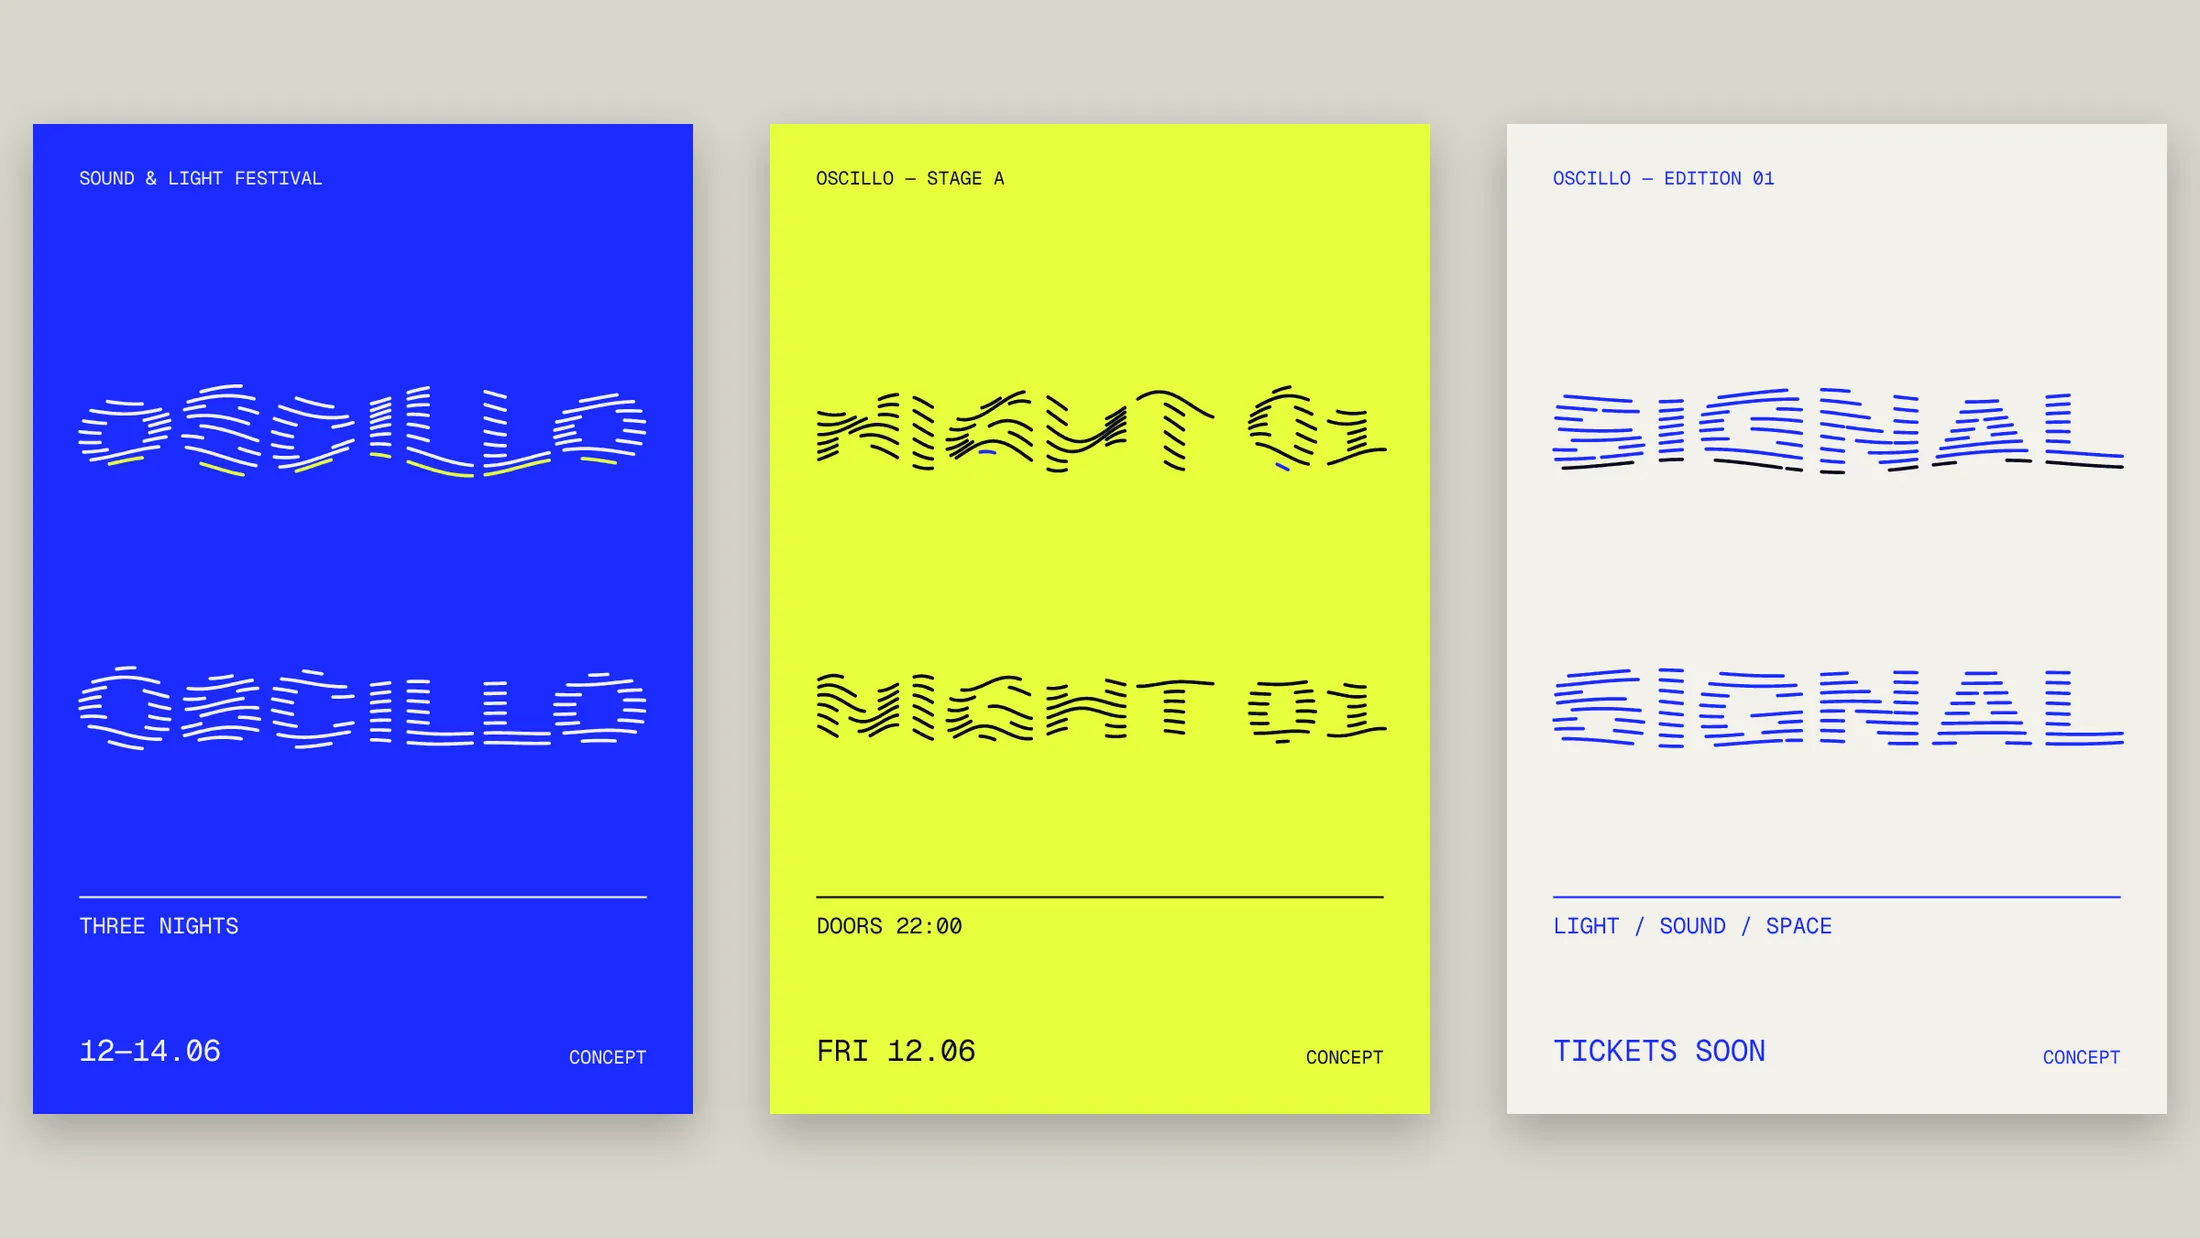 SOUND & LIGHT FESTIVAL
OSCILLO
OSCILLO
THREE NIGHTS
12–14.06
CONCEPT
OSCILLO — STAGE A
NIGHT 01
NIGHT 01
DOORS 22:00
FRI 12.06
CONCEPT
OSCILLO — EDITION 01
SIGNAL
SIGNAL
LIGHT / SOUND / SPACE
TICKETS SOON
CONCEPT